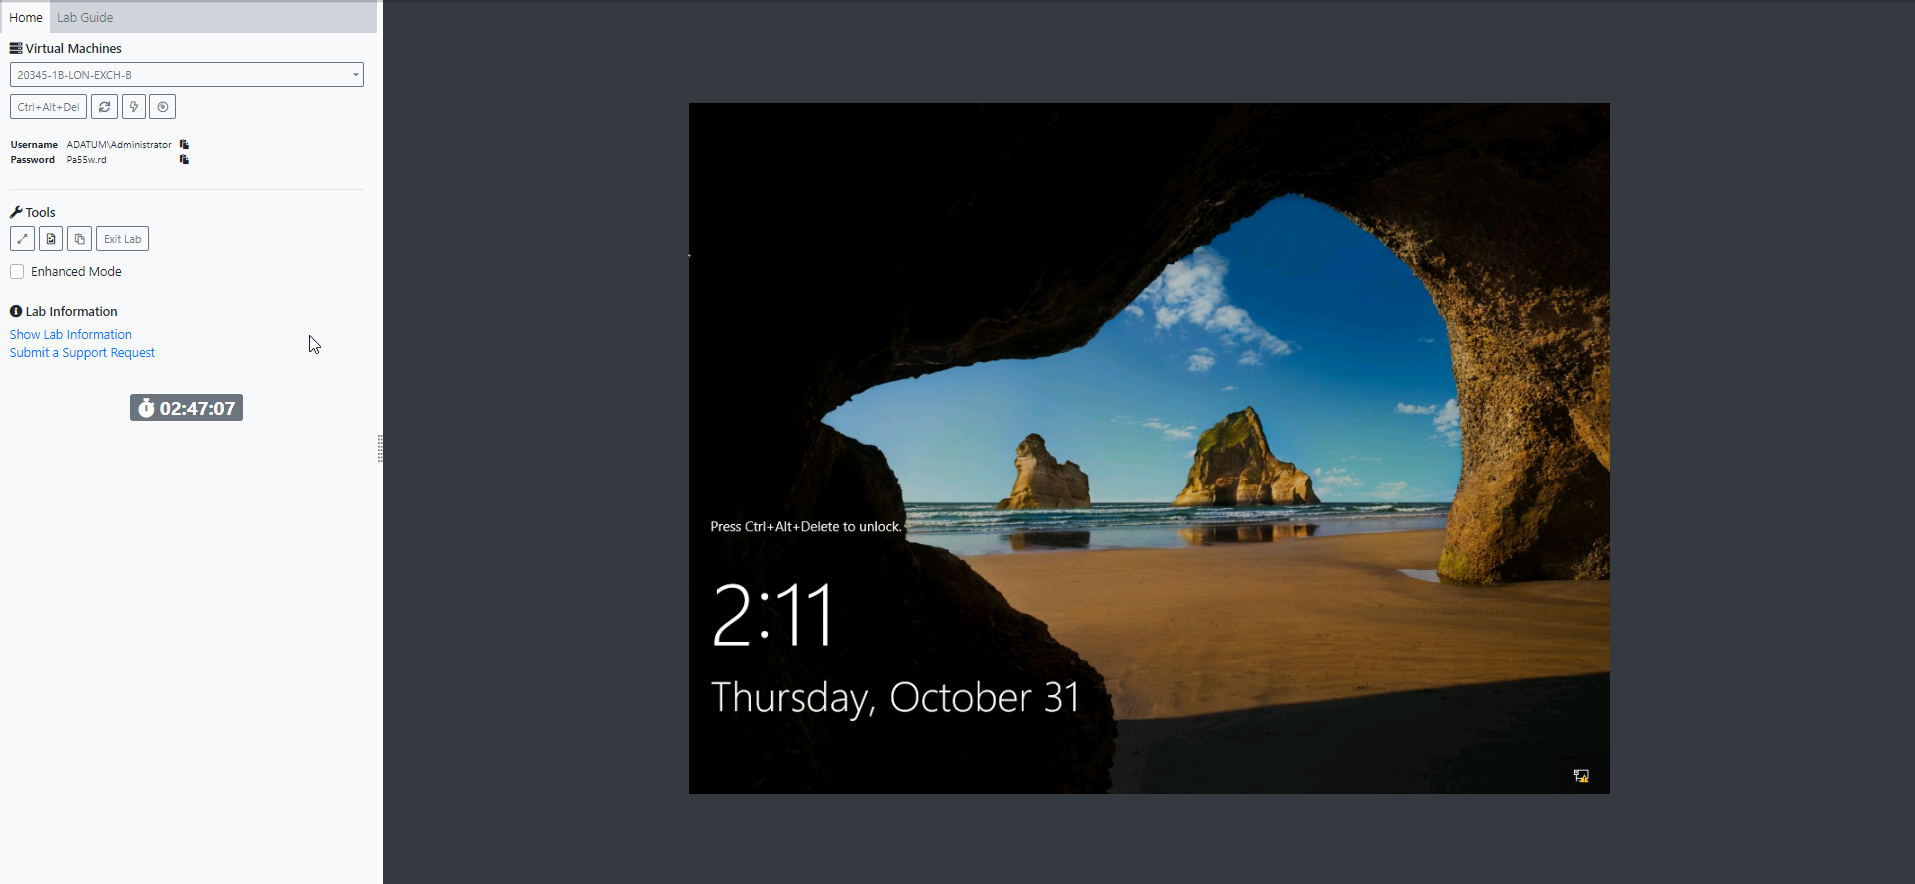 Home Lab Guide
Virtual Machines
20345-1B-LON-EXCH-B
Ctrl+Alt+Del
Username ADATUM\Administrator
Password Pa55w.rd
Tools
Exit Lab
Enhanced Mode
Lab Information
Show Lab Information
Submit a Support Request
02:47:07
Press Ctrl+Alt+Delete to unlock.
2:11
Thursday, October 31